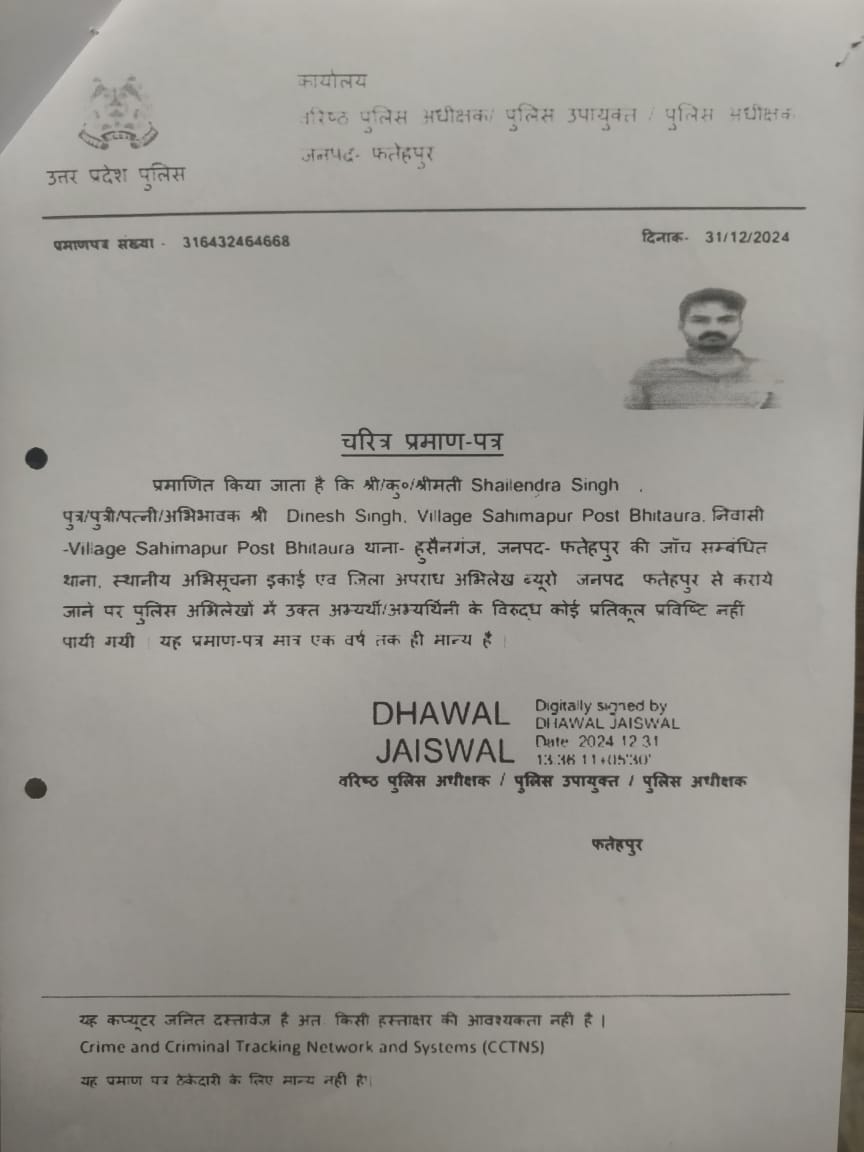 उत्तर प्रदेश पुलिस
कार्यालय
वरिष्ठ पुलिस अधीक्षक/ पुलिस उपायुक्त / पुलिस अधीक्षक
जनपद- फतेहपुर
प्रमाणपत्र संख्या - 316432464668
दिनाक- 31/12/2024
चरित्र प्रमाण-पत्र
प्रमाणित किया जाता है कि श्री/कु०/श्रीमती Shailendra Singh ,
पुत्र/पुत्री/पत्नी/अभिभावक श्री Dinesh Singh, Village Sahimapur Post Bhitaura, निवासी
-Village Sahimapur Post Bhitaura थाना- हुसैनगंज, जनपद- फतेहपुर की जाँच सम्बंधित
थाना, स्थानीय अभिसूचना इकाई एव जिला अपराध अभिलेख ब्यूरो जनपद फतेहपुर से कराये
जाने पर पुलिस अभिलेखों में उक्त अभ्यर्थी/अभ्यर्थिनी के विरुद्ध कोई प्रतिकूल प्रविष्टि नहीं
पायी गयी । यह प्रमाण-पत्र मात्र एक वर्ष तक ही मान्य है ।
DHAWAL JAISWAL
Digitally signed by
DHAWAL JAISWAL
Date 2024 12 31
13:36 11+05'30'
वरिष्ठ पुलिस अधीक्षक / पुलिस उपायुक्त / पुलिस अधीक्षक
फतेहपुर
यह कम्प्यूटर जनित दस्तावेज है अत किसी हस्ताक्षर की आवश्यकता नही है |
Crime and Criminal Tracking Network and Systems (CCTNS)
यह प्रमाण पत्र ठेकेदारी के लिए मान्य नही है।